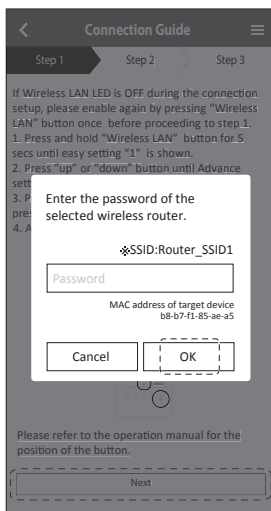 Connection Guide
Step 1 Step 2 Step 3
If Wireless LAN LED is OFF during the connection
setup, please enable again by pressing "Wireless
LAN" button once before proceeding to step 1.
1. Press and hold "Wireless LAN" button for 5
secs until easy setting "1" is shown.
2. Press "up" or "down" button until Advance
sett
3. P
pres
4. A
Enter the password of the
selected wireless router.
※SSID:Router_SSID1
Password
MAC address of target device
b8-b7-f1-85-ae-a5
Cancel OK
Please refer to the operation manual for the
position of the button.
Next